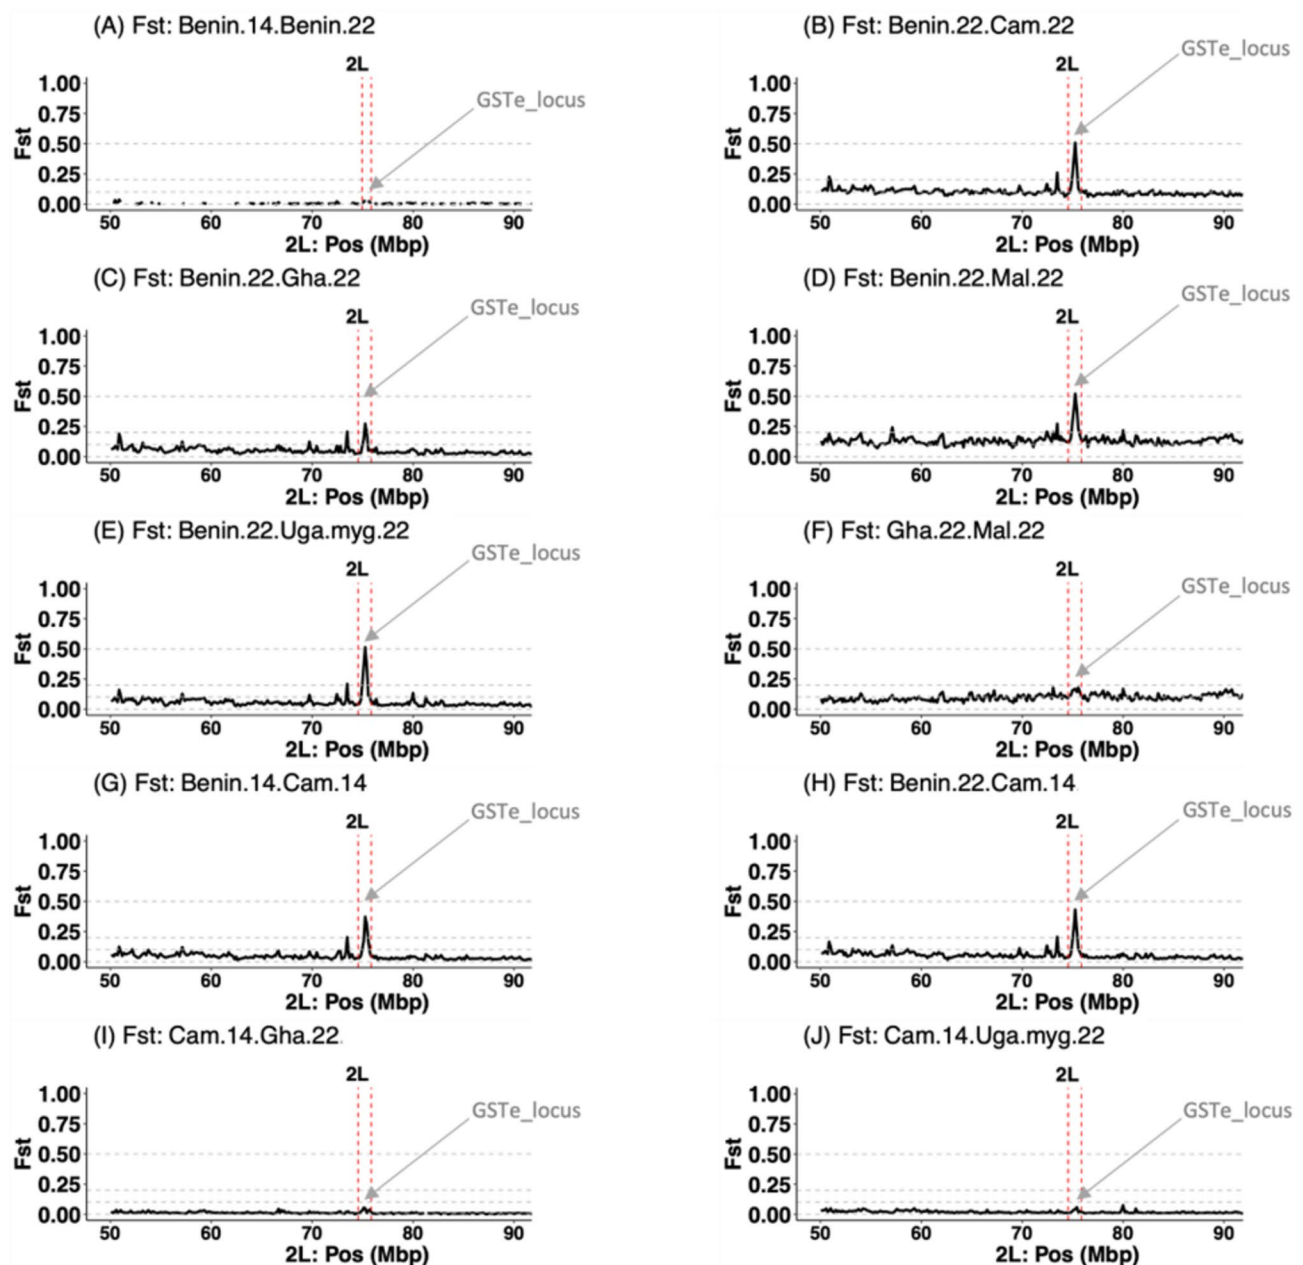 (A) Fst: Benin.14.Benin.22
2L
GSTe_locus
1.00
0.75
0.50
0.25
0.00
Fst
50 60 70 80 90
2L: Pos (Mbp)
(B) Fst: Benin.22.Cam.22
2L
GSTe_locus
1.00
0.75
0.50
0.25
0.00
Fst
50 60 70 80 90
2L: Pos (Mbp)
(C) Fst: Benin.22.Gha.22
2L
GSTe_locus
1.00
0.75
0.50
0.25
0.00
Fst
50 60 70 80 90
2L: Pos (Mbp)
(D) Fst: Benin.22.Mal.22
2L
GSTe_locus
1.00
0.75
0.50
0.25
0.00
Fst
50 60 70 80 90
2L: Pos (Mbp)
(E) Fst: Benin.22.Uga.myg.22
2L
GSTe_locus
1.00
0.75
0.50
0.25
0.00
Fst
50 60 70 80 90
2L: Pos (Mbp)
(F) Fst: Gha.22.Mal.22
2L
GSTe_locus
1.00
0.75
0.50
0.25
0.00
Fst
50 60 70 80 90
2L: Pos (Mbp)
(G) Fst: Benin.14.Cam.14
2L
GSTe_locus
1.00
0.75
0.50
0.25
0.00
Fst
50 60 70 80 90
2L: Pos (Mbp)
(H) Fst: Benin.22.Cam.14
2L
GSTe_locus
1.00
0.75
0.50
0.25
0.00
Fst
50 60 70 80 90
2L: Pos (Mbp)
(I) Fst: Cam.14.Gha.22
2L
GSTe_locus
1.00
0.75
0.50
0.25
0.00
Fst
50 60 70 80 90
2L: Pos (Mbp)
(J) Fst: Cam.14.Uga.myg.22
2L
GSTe_locus
1.00
0.75
0.50
0.25
0.00
Fst
50 60 70 80 90
2L: Pos (Mbp)